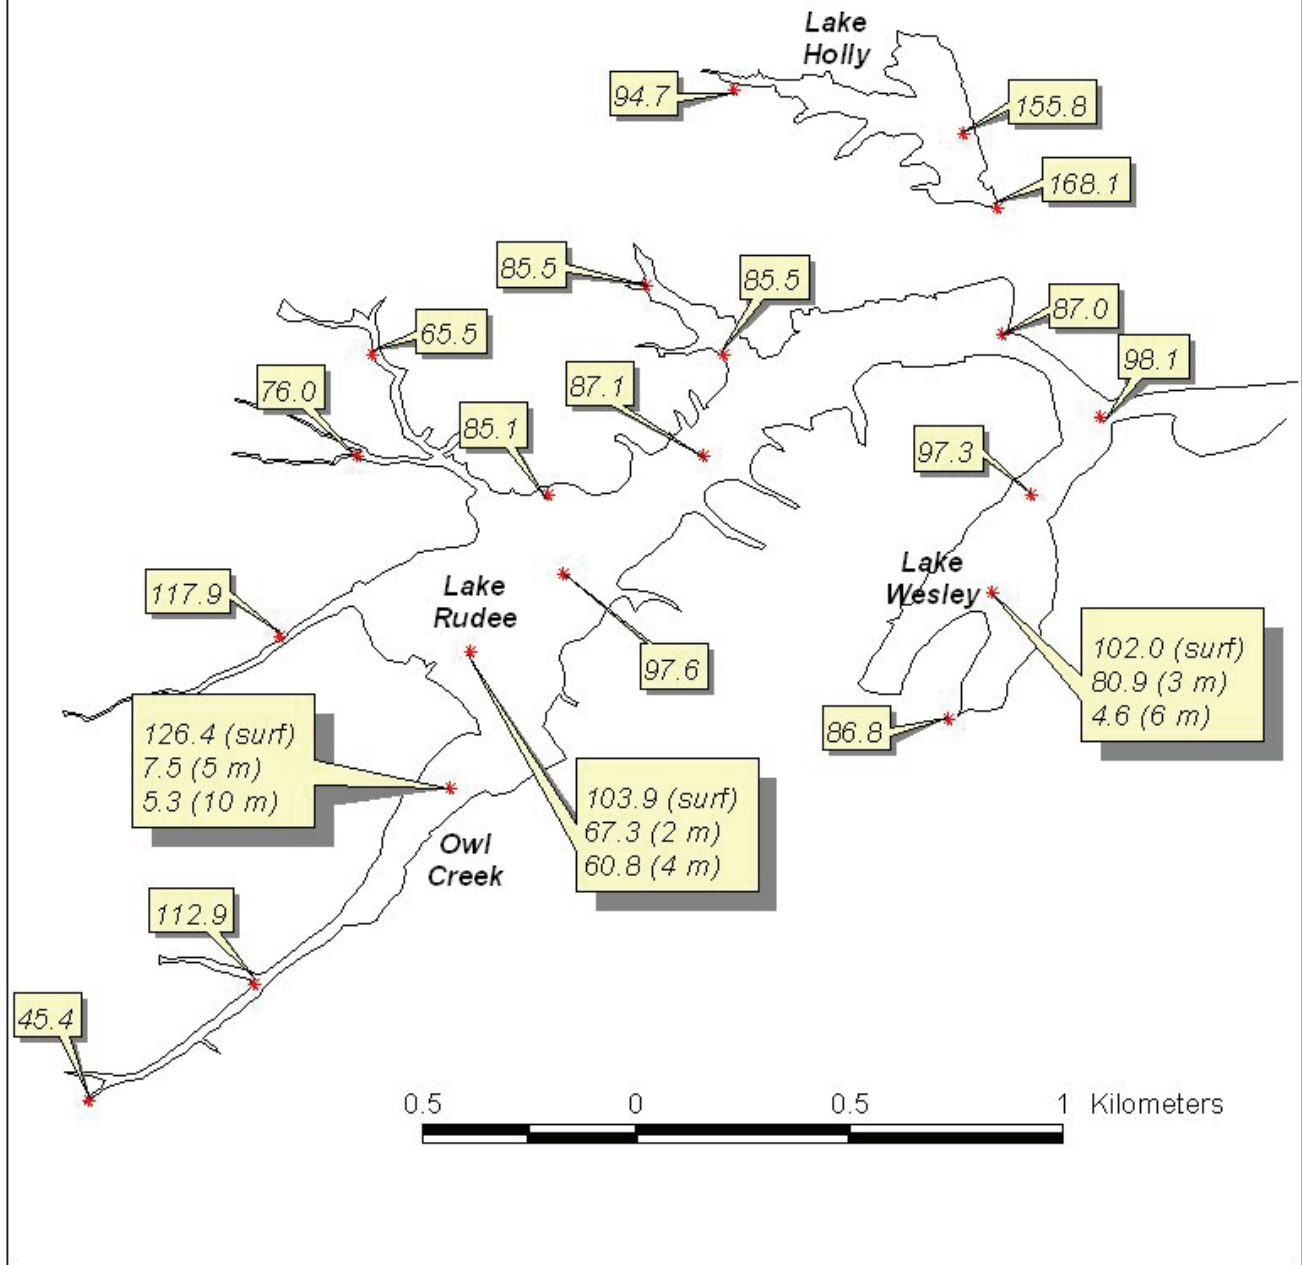 Lake
Holly
94.7
155.8
168.1
85.5
85.5
87.0
65.5
98.1
76.0
87.1
85.1
97.3
117.9
Lake
Rudee
Lake
Wesley
97.6
102.0 (surf)
80.9 (3 m)
4.6 (6 m)
86.8
126.4 (surf)
7.5 (5 m)
5.3 (10 m)
103.9 (surf)
67.3 (2 m)
60.8 (4 m)
Owl
Creek
112.9
45.4
0.5 0 0.5 1 Kilometers